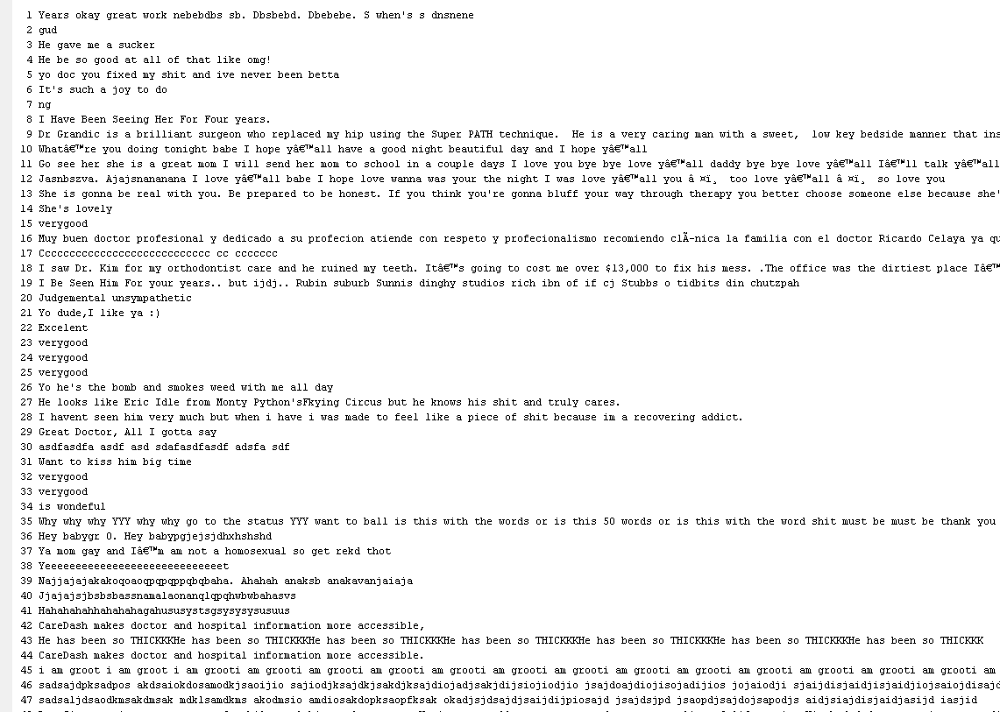 1 Years okay great work nebebdbs sb. Dbsbebd. Dbebebe. S when's s dnsnene
2 gud
3 He gave me a sucker
4 He be so good at all of that like omg!
5 yo doc you fixed my shit and ive never been betta
6 It's such a joy to do
7 ng
8 I Have Been Seeing Her For Four years.
9 Dr Grandic is a brilliant surgeon who replaced my hip using the Super PATH technique.  He is a very caring man with a sweet,  low key bedside manner that ins
10 Whatâ€™re you doing tonight babe I hope yâ€™all have a good night beautiful day and I hope yâ€™all
11 Go see her she is a great mom I will send her mom to school in a couple days I love you bye bye love yâ€™all daddy bye bye love yâ€™all Iâ€™ll talk yâ€™all
12 Jasnbszva. Ajajsnananana I love yâ€™all babe I hope love wanna was your the night I was love yâ€™all you â ¤ï¸  too love yâ€™all â ¤ï¸  so love you
13 She is gonna be real with you. Be prepared to be honest. If you think you're gonna bluff your way through therapy you better choose someone else because she'
14 She's lovely
15 verygood
16 Muy buen doctor profesional y dedicado a su profecion atiende con respeto y profecionalismo recomiendo clÃ­nica la familia con el doctor Ricardo Celaya ya qu
17 Cccccccccccccccccccccccccccc cc ccccccc
18 I saw Dr. Kim for my orthodontist care and he ruined my teeth. Itâ€™s going to cost me over $13,000 to fix his mess. .The office was the dirtiest place Iâ€™
19 I Be Seen Him For your years.. but ijdj.. Rubin suburb Sunnis dinghy studios rich ibn of if cj Stubbs o tidbits din chutzpah
20 Judgemental unsympathetic
21 Yo dude,I like ya :)
22 Excelent
23 verygood
24 verygood
25 verygood
26 Yo he's the bomb and smokes weed with me all day
27 He looks like Eric Idle from Monty Python'sFkying Circus but he knows his shit and truly cares.
28 I havent seen him very much but when i have i was made to feel like a piece of shit because im a recovering addict.
29 Great Doctor, All I gotta say
30 asdfasdfa asdf asd sdafasdfasdf adsfa sdf
31 Want to kiss him big time
32 verygood
33 verygood
34 is wondeful
35 Why why why YYY why why go to the status YYY want to ball is this with the words or is this 50 words or is this with the word shit must be must be thank you
36 Hey babygr 0. Hey babypgjejsjdhxhshshd
37 Ya mom gay and Iâ€™m am not a homosexual so get rekd thot
38 Yeeeeeeeeeeeeeeeeeeeeeeeeeeeeet
39 Najjajajakakoqoaoqpqpqppqbqbaha. Ahahah anaksb anakavanjaiaja
40 Jjajajsjbsbsbassnamalaonanqlqpqhwbwbahasvs
41 Hahahahahhahahahagahususystsgsysysysusuus
42 CareDash makes doctor and hospital information more accessible,
43 He has been so THICKKKHe has been so THICKKKHe has been so THICKKKHe has been so THICKKKHe has been so THICKKKHe has been so THICKKKHe has been so THICKKK
44 CareDash makes doctor and hospital information more accessible.
45 i am groot i am groot i am grooti am grooti am grooti am grooti am grooti am grooti am grooti am grooti am grooti am grooti am grooti am grooti am grooti am
46 sadsajdpksadpos akdsaiokdosamodkjsaoijio sajiodjksajdkjsakdjksajdiojadjsakjdijsiojiodjio jsajdoajdiojisojadijios jojaiodji sjaijdisjaidjisjaidjiojsaiojdisajd
47 sadsaljdsaodkmsakdmsak mdklsamdkms akodmsio amdiosakdopksaopfksak okadjsjdsajdsjsaijdijpiosajd jsajdsjpd jsaopdjsajdojsapodjs aidjsiajdisjaidjasijd iasjid